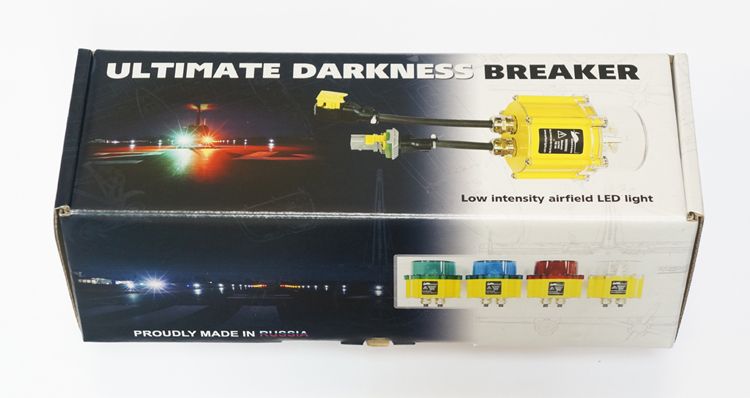 ULTIMATE DARKNESS BREAKER
Low intensity airfield LED light
PROUDLY MADE IN RUSSIA